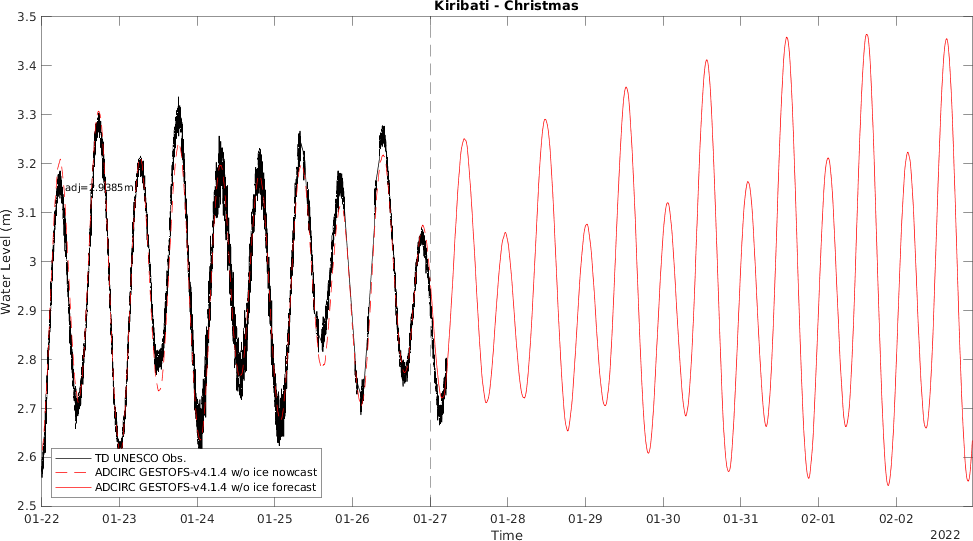 Kiribati - Christmas
3.5
3.4
3.3
3.2
adj=2.9385m
3.1
Water Level (m)
3
2.9
2.8
2.7
2.6
2.5
TD UNESCO Obs.
ADCIRC GESTOFS-v4.1.4 w/o ice nowcast
ADCIRC GESTOFS-v4.1.4 w/o ice forecast
01-22 01-23 01-24 01-25 01-26 01-27 01-28 01-29 01-30 01-31 02-01 02-02
Time
2022